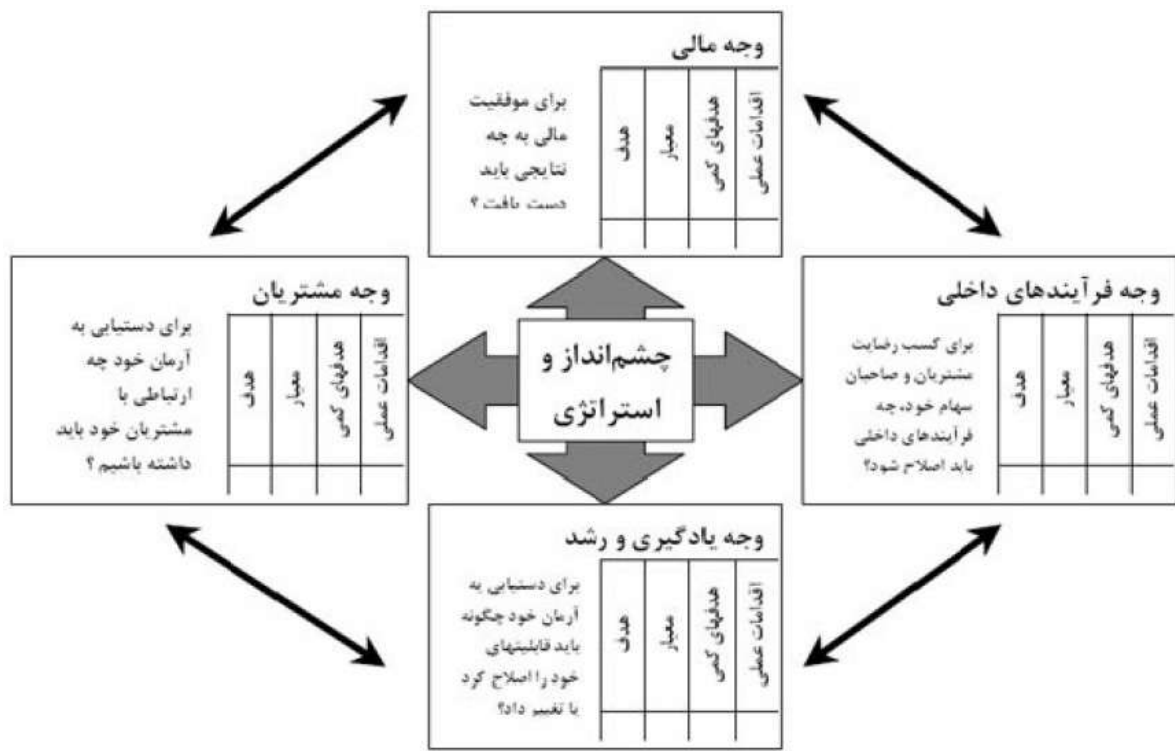 وجه مالی
برای موفقیت
مالی به چه
نتایجی باید
دست یافت ؟
هدف
معیار
هدفهای کمی
اقدامات عملی
وجه مشتریان
برای دستیابی به
آرمان خود چه
ارتباطی با
مشتریان خود باید
داشته باشیم ؟
هدف
معیار
هدفهای کمی
اقدامات عملی
چشم‌انداز و
استراتژی
وجه فرآیندهای داخلی
برای کسب رضایت
مشتریان و صاحبان
سهام خود، چه
فرآیندهای داخلی
باید اصلاح شود؟
هدف
معیار
هدفهای کمی
اقدامات عملی
وجه یادگیری و رشد
برای دستیابی به
آرمان خود چگونه
باید قابلیتهای
خود را اصلاح کرد
یا تغییر داد؟
هدف
معیار
هدفهای کمی
اقدامات عملی